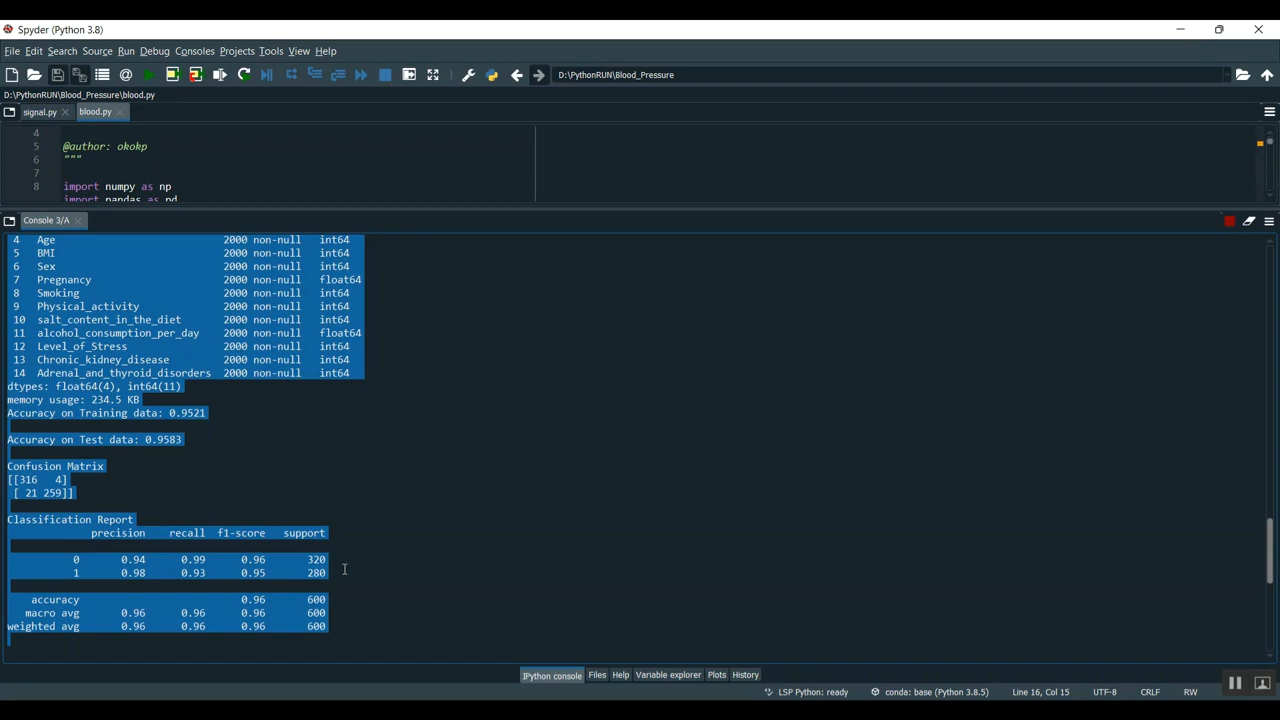 Spyder (Python 3.8)
File Edit Search Source Run Debug Consoles Projects Tools View Help
D:\PythonRUN\Blood_Pressure
D:\PythonRUN\Blood_Pressure\blood.py
signal.py blood.py
4
5 @author: okokp
6 """
7
8 import numpy as np
import pandas as pd
Console 3/A
4 Age 2000 non-null int64
5 BMI 2000 non-null int64
6 Sex 2000 non-null int64
7 Pregnancy 2000 non-null float64
8 Smoking 2000 non-null int64
9 Physical_activity 2000 non-null int64
10 salt_content_in_the_diet 2000 non-null int64
11 alcohol_consumption_per_day 2000 non-null float64
12 Level_of_Stress 2000 non-null int64
13 Chronic_kidney_disease 2000 non-null int64
14 Adrenal_and_thyroid_disorders 2000 non-null int64
dtypes: float64(4), int64(11)
memory usage: 234.5 KB
Accuracy on Training data: 0.9521
Accuracy on Test data: 0.9583
Confusion Matrix
[[316 4]
[ 21 259]]
Classification Report
precision recall f1-score support
0 0.94 0.99 0.96 320
1 0.98 0.93 0.95 280
accuracy 0.96 600
macro avg 0.96 0.96 0.96 600
weighted avg 0.96 0.96 0.96 600
IPython console Files Help Variable explorer Plots History
LSP Python: ready conda: base (Python 3.8.5) Line 16, Col 15 UTF-8 CRLF RW